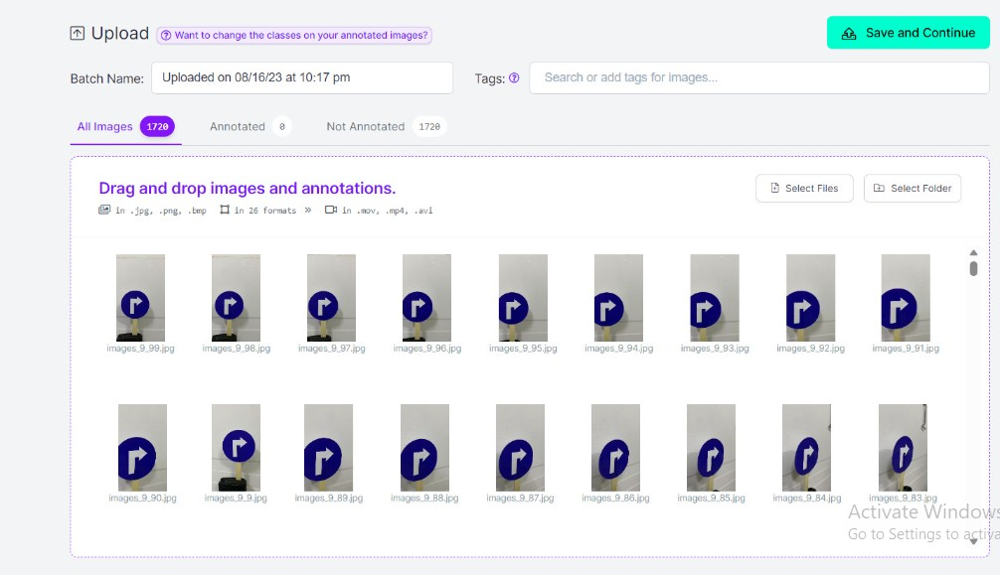 Upload
Want to change the classes on your annotated images?
Save and Continue
Batch Name:
Uploaded on 08/16/23 at 10:17 pm
Tags:
Search or add tags for images...
All Images 1720
Annotated 0
Not Annotated 1720
Drag and drop images and annotations.
Select Files
Select Folder
in .jpg, .png, .bmp
in 26 formats »
in .mov, .mp4, .avi
images_9_99.jpg images_9_98.jpg images_9_97.jpg images_9_96.jpg images_9_95.jpg images_9_94.jpg images_9_93.jpg images_9_92.jpg images_9_91.jpg
images_9_90.jpg images_9_9.jpg images_9_89.jpg images_9_88.jpg images_9_87.jpg images_9_86.jpg images_9_85.jpg images_9_84.jpg images_9_83.jpg
Activate Windows
Go to Settings to activa